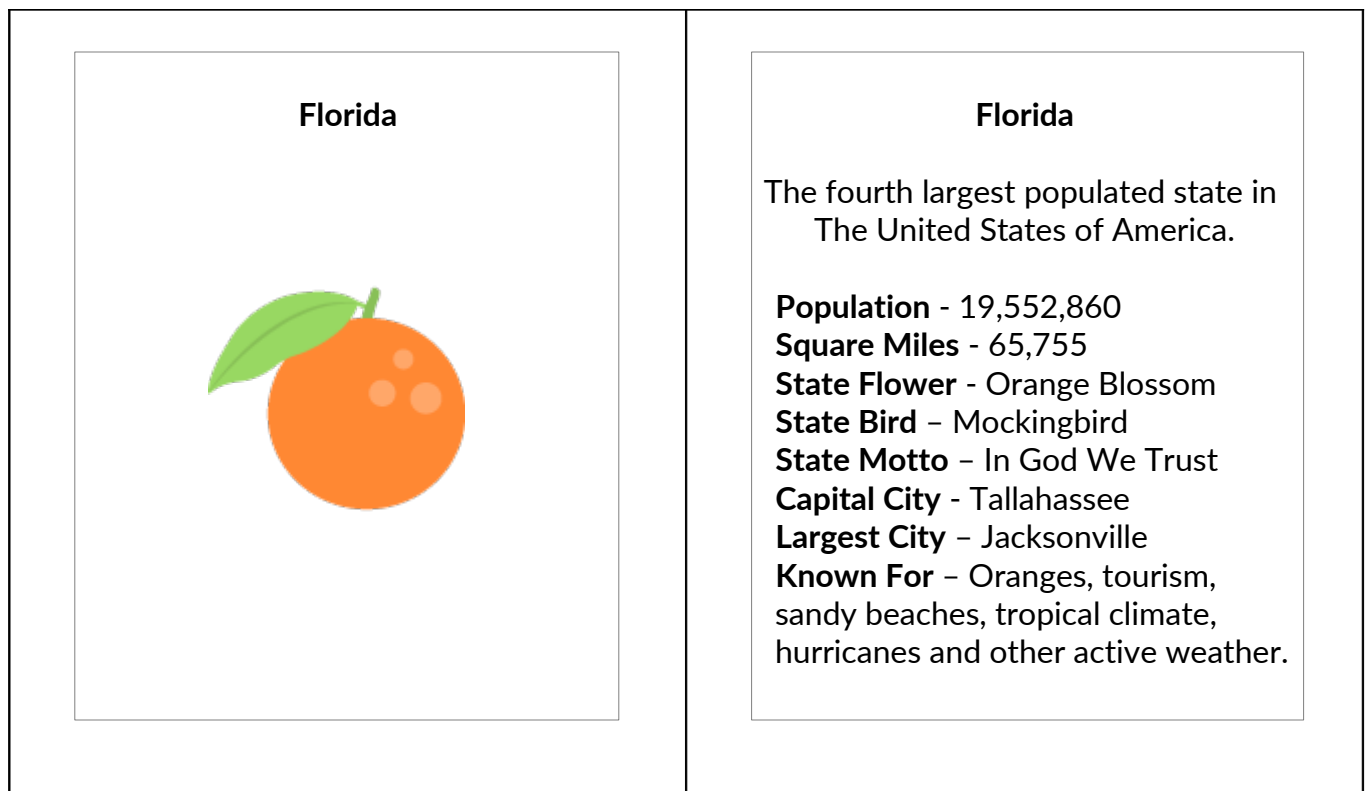 Florida
Florida
The fourth largest populated state in
The United States of America.
Population - 19,552,860
Square Miles - 65,755
State Flower - Orange Blossom
State Bird – Mockingbird
State Motto – In God We Trust
Capital City - Tallahassee
Largest City – Jacksonville
Known For – Oranges, tourism,
sandy beaches, tropical climate,
hurricanes and other active weather.